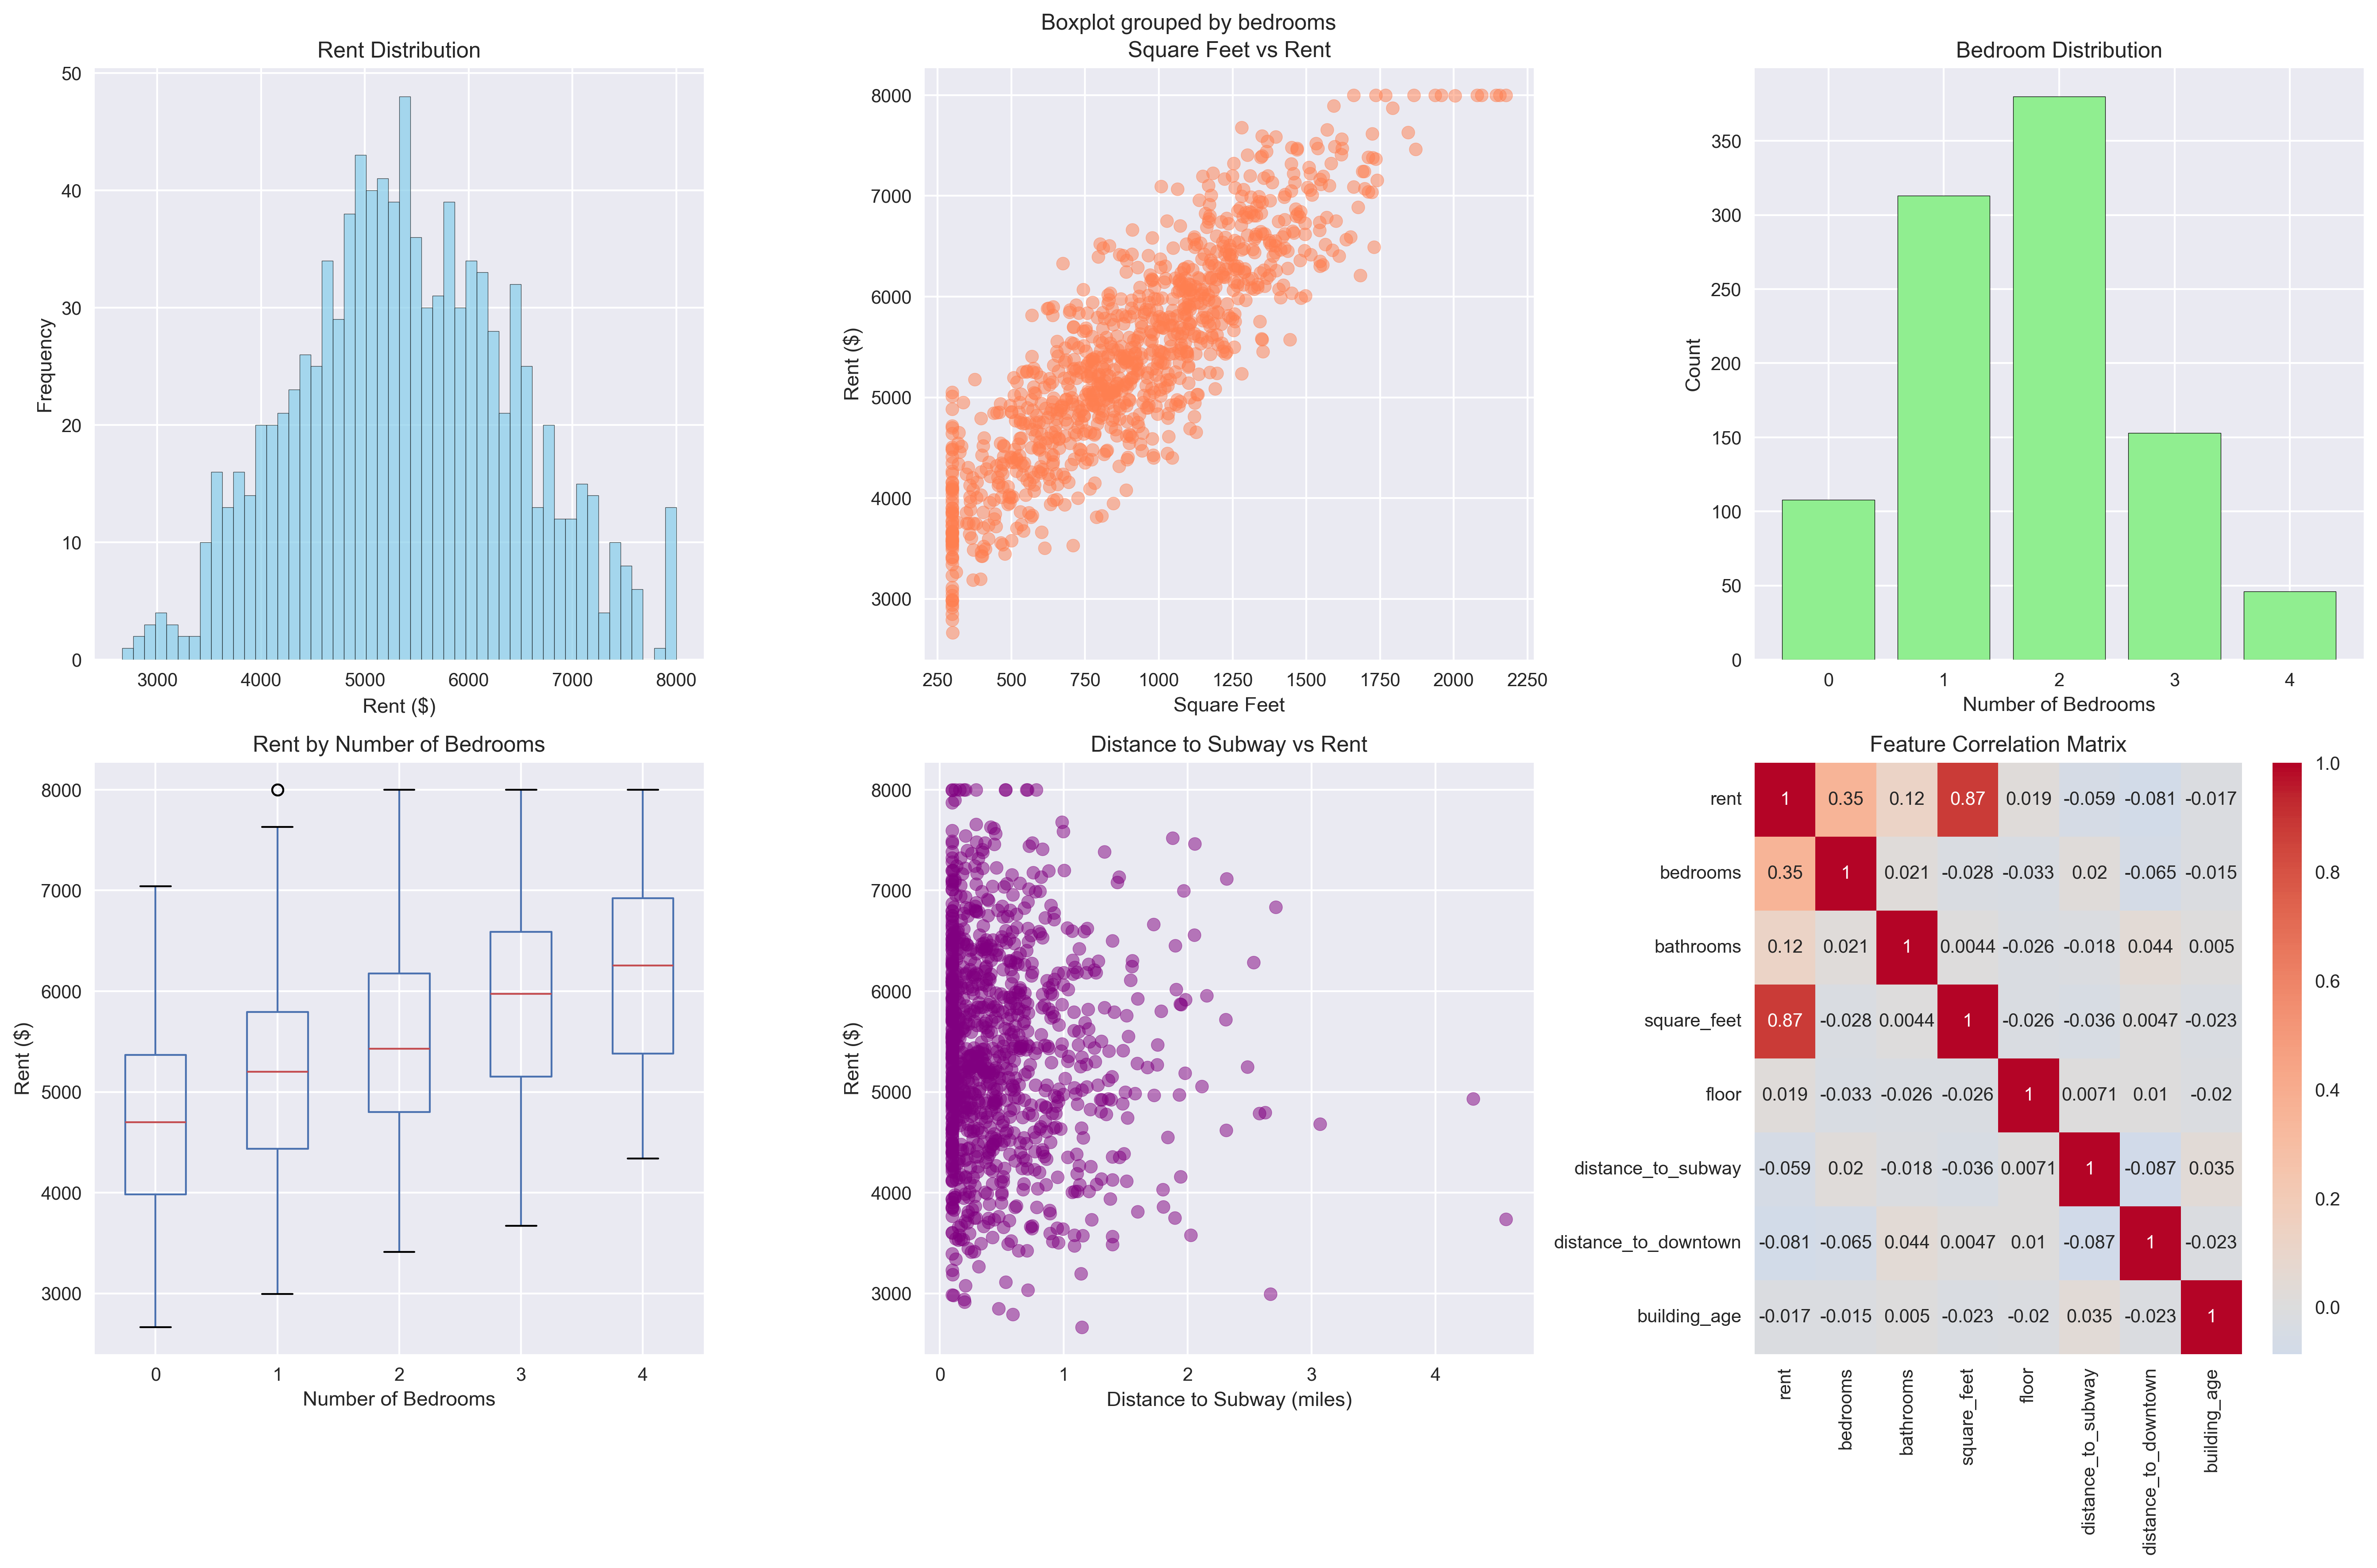 Boxplot grouped by bedrooms
Rent Distribution
50
40
30
20
10
0
Frequency
3000 4000 5000 6000 7000 8000
Rent ($)
Square Feet vs Rent
8000
7000
6000
5000
4000
3000
Rent ($)
250 500 750 1000 1250 1500 1750 2000 2250
Square Feet
Bedroom Distribution
350
300
250
200
150
100
50
0
Count
0 1 2 3 4
Number of Bedrooms
Rent by Number of Bedrooms
8000
7000
6000
5000
4000
3000
Rent ($)
0 1 2 3 4
Number of Bedrooms
Distance to Subway vs Rent
8000
7000
6000
5000
4000
3000
Rent ($)
0 1 2 3 4
Distance to Subway (miles)
Feature Correlation Matrix
rent 1 0.35 0.12 0.87 0.019 -0.059 -0.081 -0.017
bedrooms 0.35 1 0.021 -0.028 -0.033 0.02 -0.065 -0.015
bathrooms 0.12 0.021 1 0.0044 -0.026 -0.018 0.044 0.005
square_feet 0.87 -0.028 0.0044 1 -0.026 -0.036 0.0047 -0.023
floor 0.019 -0.033 -0.026 -0.026 1 0.0071 0.01 -0.02
distance_to_subway -0.059 0.02 -0.018 -0.036 0.0071 1 -0.087 0.035
distance_to_downtown -0.081 -0.065 0.044 0.0047 0.01 -0.087 1 -0.023
building_age -0.017 -0.015 0.005 -0.023 -0.02 0.035 -0.023 1
rent
bedrooms
bathrooms
square_feet
floor
distance_to_subway
distance_to_downtown
building_age
1.0
0.8
0.6
0.4
0.2
0.0